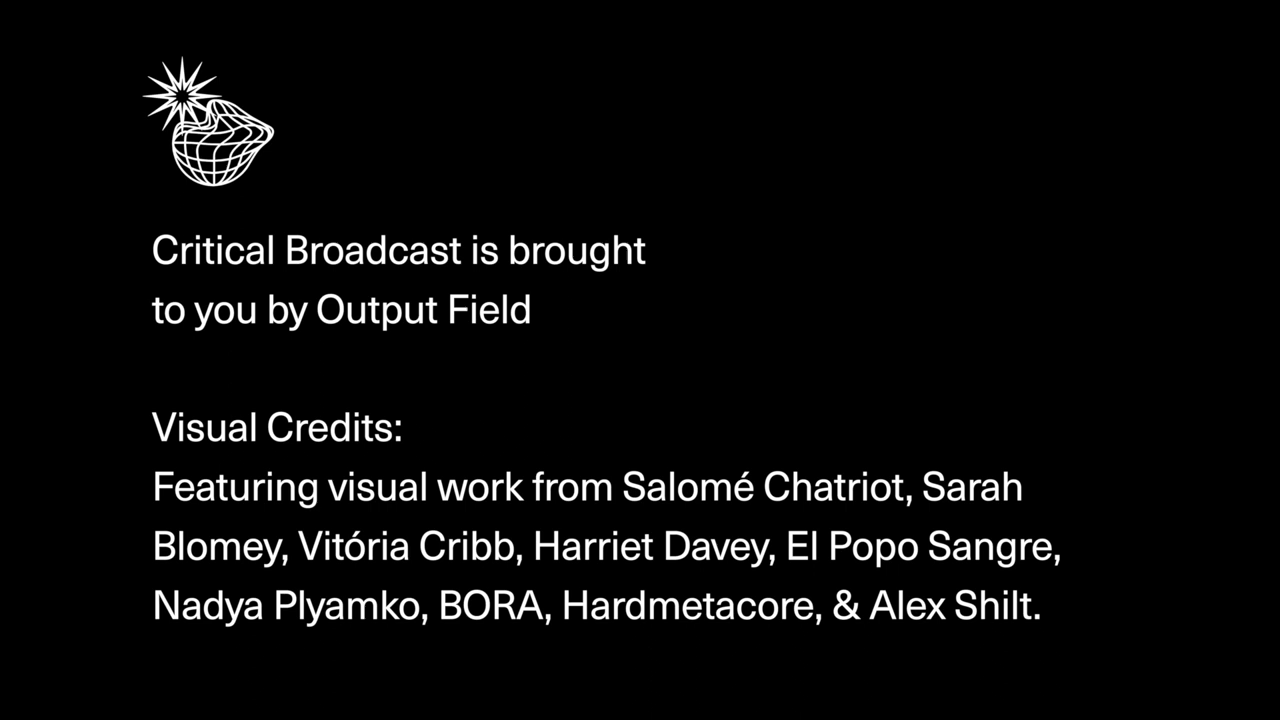 Critical Broadcast is brought
to you by Output Field
Visual Credits:
Featuring visual work from Salomé Chatriot, Sarah
Blomey, Vitória Cribb, Harriet Davey, El Popo Sangre,
Nadya Plyamko, BORA, Hardmetacore, & Alex Shilt.